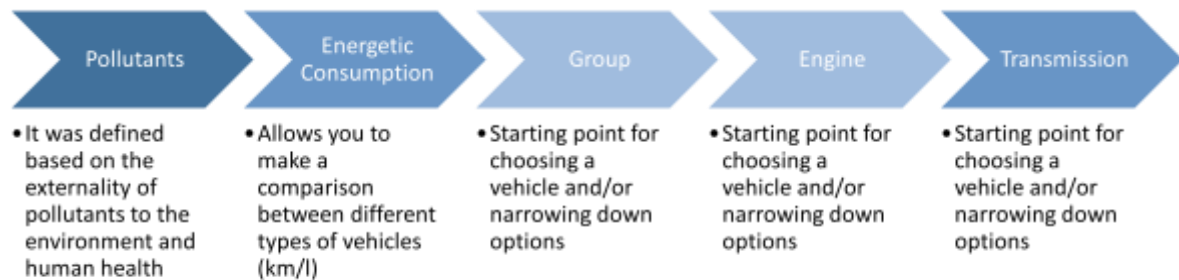 Pollutants
• It was defined
based on the
externality of
pollutants to the
environment and
human health
Energetic
Consumption
• Allows you to
make a
comparison
between different
types of vehicles
(km/l)
Group
• Starting point for
choosing a
vehicle and/or
narrowing down
options
Engine
• Starting point for
choosing a
vehicle and/or
narrowing down
options
Transmission
• Starting point for
choosing a
vehicle and/or
narrowing down
options